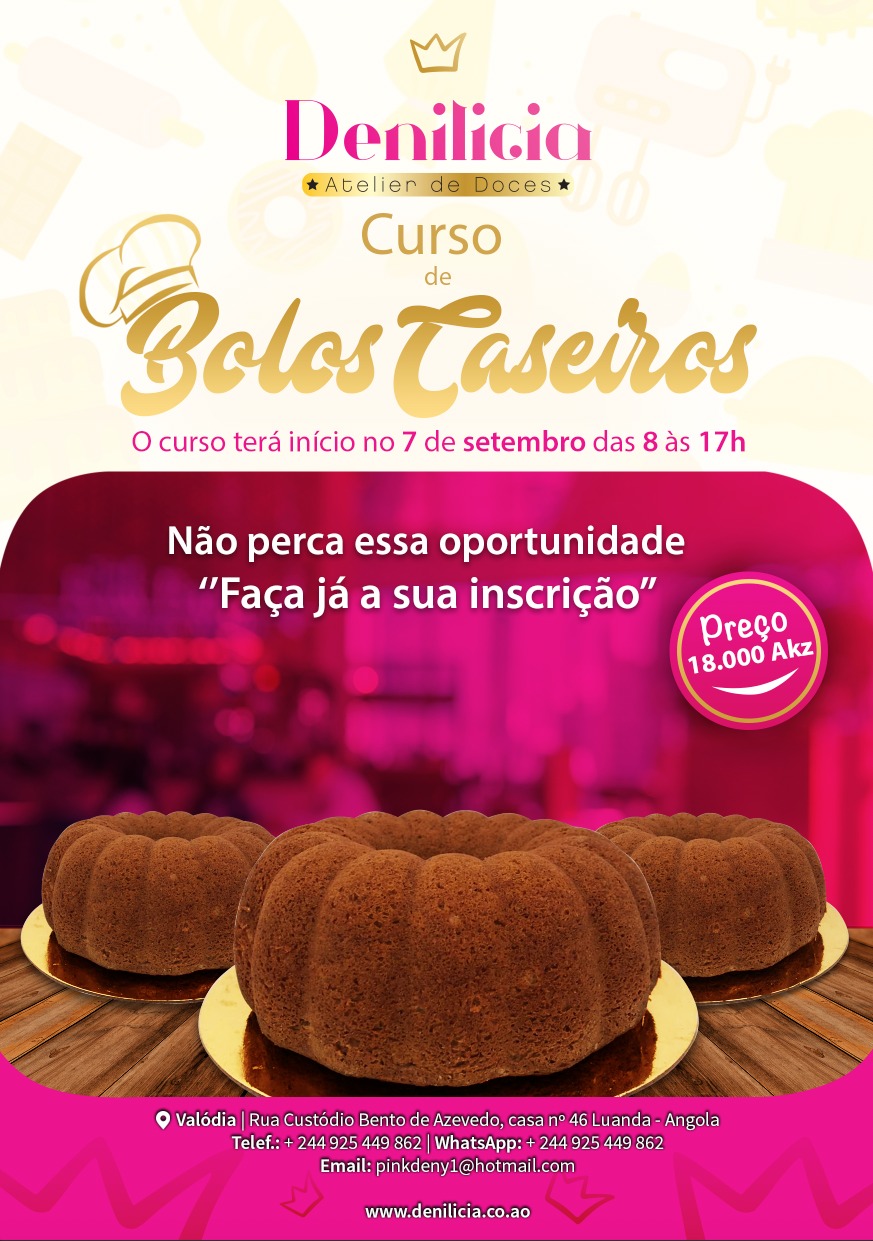 Denilicia
★ Atelier de Doces ★
Curso
de
Bolos Caseiros
O curso terá início no 7 de setembro das 8 às 17h
Não perca essa oportunidade
‘’Faça já a sua inscrição”
Preço
18.000 Akz
Valódia | Rua Custódio Bento de Azevedo, casa nº 46 Luanda - Angola
Telef.: + 244 925 449 862 | WhatsApp: + 244 925 449 862
Email: pinkdeny1@hotmail.com
www.denilicia.co.ao